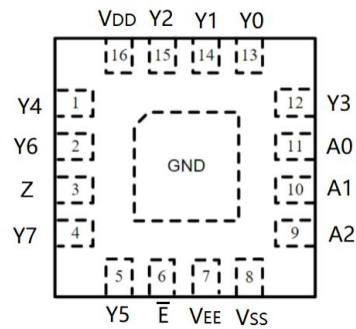 VDD Y2 Y1 Y0
16 15 14 13
Y4 1 12 Y3
Y6 2 11 A0
GND
Z 3 10 A1
Y7 4 9 A2
5 6 7 8
Y5 E̅ VEE VSS